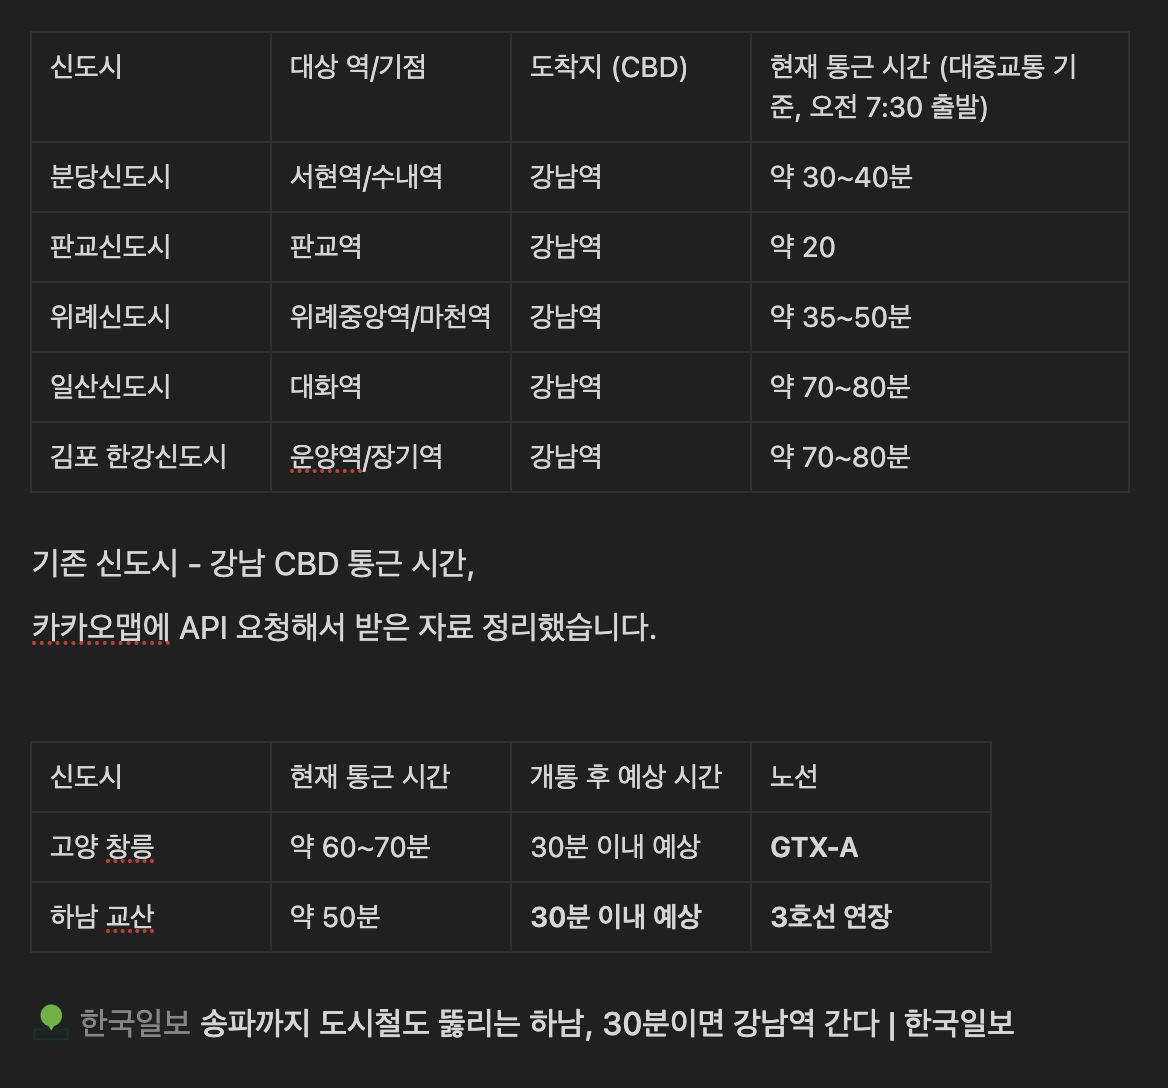 신도시 대상 역/기점 도착지 (CBD) 현재 통근 시간 (대중교통 기
준, 오전 7:30 출발)
분당신도시 서현역/수내역 강남역 약 30~40분
판교신도시 판교역 강남역 약 20
위례신도시 위례중앙역/마천역 강남역 약 35~50분
일산신도시 대화역 강남역 약 70~80분
김포 한강신도시 운양역/장기역 강남역 약 70~80분
기존 신도시 - 강남 CBD 통근 시간,
카카오맵에 API 요청해서 받은 자료 정리했습니다.
신도시 현재 통근 시간 개통 후 예상 시간 노선
고양 창릉 약 60~70분 30분 이내 예상 GTX-A
하남 교산 약 50분 30분 이내 예상 3호선 연장
한국일보 송파까지 도시철도 뚫리는 하남, 30분이면 강남역 간다 | 한국일보